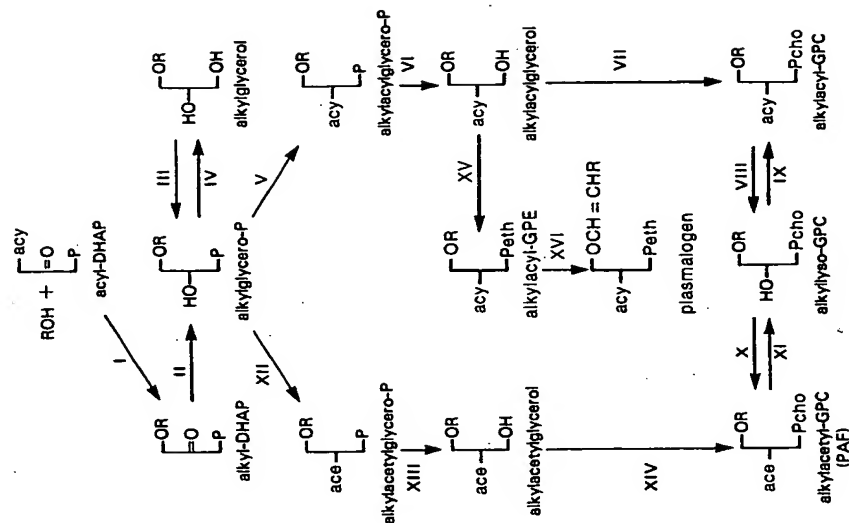 acy
ROH + =O
P
acyl-DHAP
I
OR
=O
P
alkyl-DHAP
II
OR
HO
P
alkylglycero-P
III
IV
OR
HO
OH
alkylglycerol
XII
V
OR
ace
P
alkylacetylglycero-P
OR
acy
P
alkylacylglycero-P
XIII
VI
OR
ace
OH
alkylacetylglycerol
OR
acy
OH
alkylacylglycerol
XV
OR
acy
Peth
alkylacyl-GPE
XVI
OCH = CHR
acy
Peth
plasmalogen
XIV
VII
OR
ace
Pcho
alkylacetyl-GPC
(PAF)
X
XI
OR
HO
Pcho
alkyllyso-GPC
VIII
IX
OR
acy
Pcho
alkylacyl-GPC